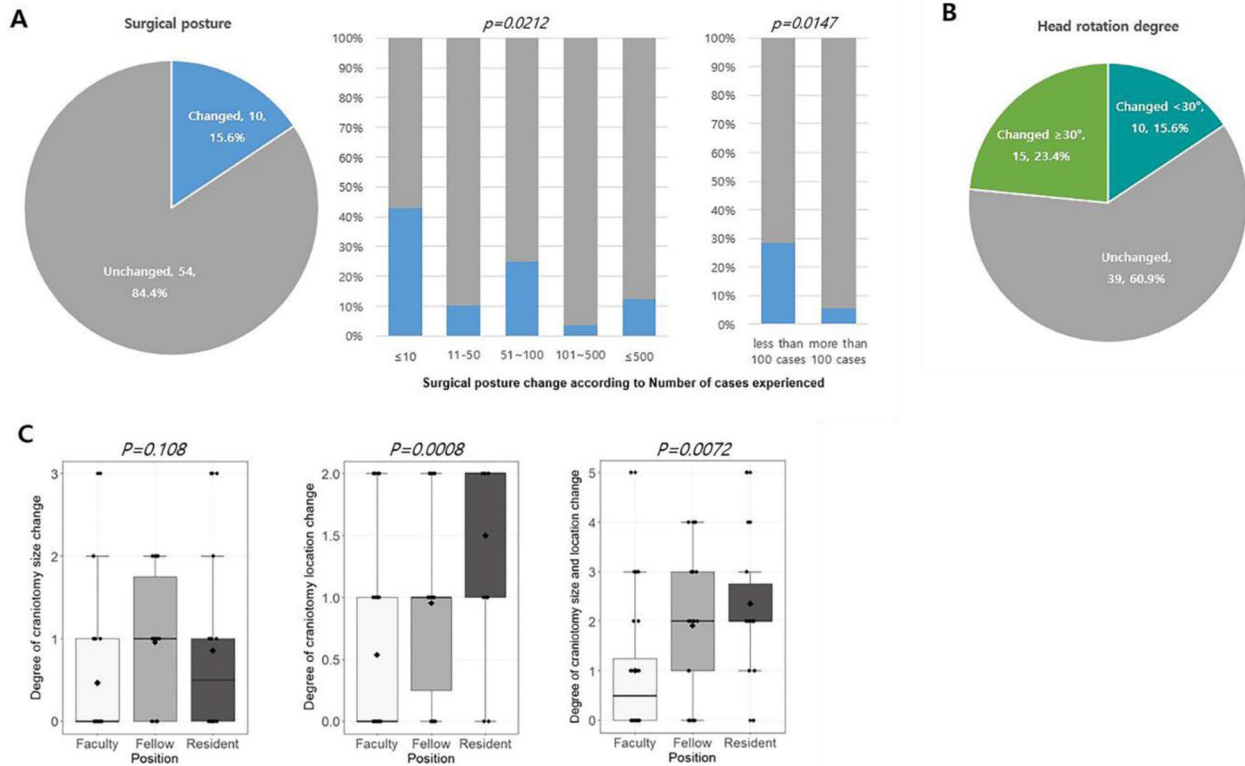 A
Surgical posture
Changed, 10,
15.6%
Unchanged, 54,
84.4%
p=0.0212
100%
90%
80%
70%
60%
50%
40%
30%
20%
10%
0%
≤10
11-50
51~100
101~500
≤500
p=0.0147
100%
90%
80%
70%
60%
50%
40%
30%
20%
10%
0%
less than
100 cases
more than
100 cases
Surgical posture change according to Number of cases experienced
B
Head rotation degree
Changed ≥30°,
15, 23.4%
Changed <30°,
10, 15.6%
Unchanged,
39, 60.9%
C
P=0.108
Degree of craniotomy size change
3
2
1
0
Faculty
Fellow
Resident
Position
P=0.0008
Degree of craniotomy location change
2.0
1.5
1.0
0.5
0.0
Faculty
Fellow
Resident
Position
P=0.0072
Degree of craniotomy size and location change
5
4
3
2
1
0
Faculty
Fellow
Resident
Position